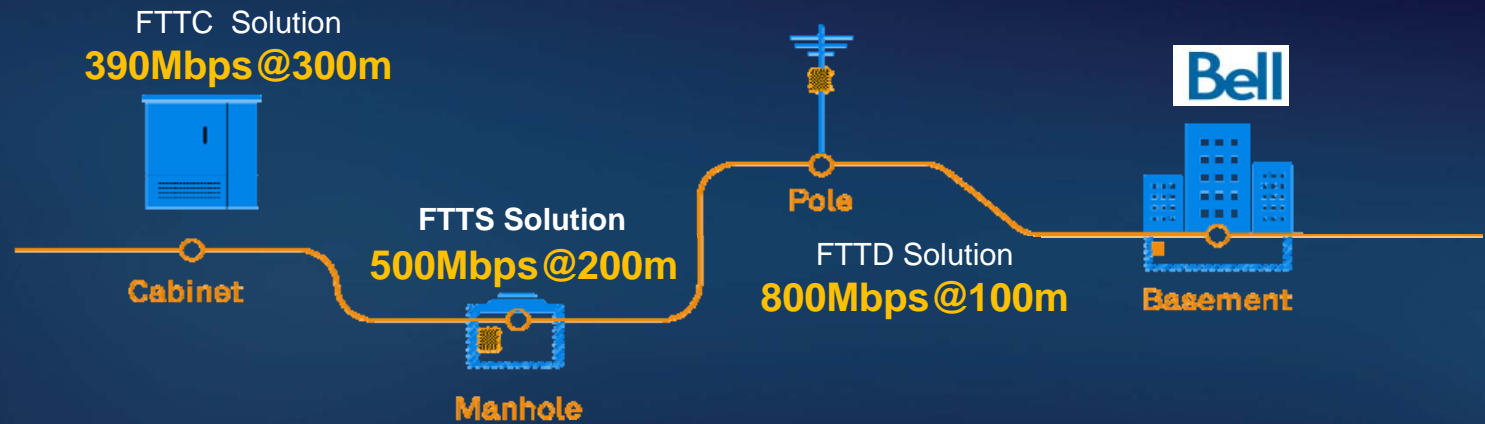 FTTC Solution
390Mbps@300m
Cabinet
FTTS Solution
500Mbps@200m
Manhole
Pole
FTTD Solution
800Mbps@100m
Bell
Basement